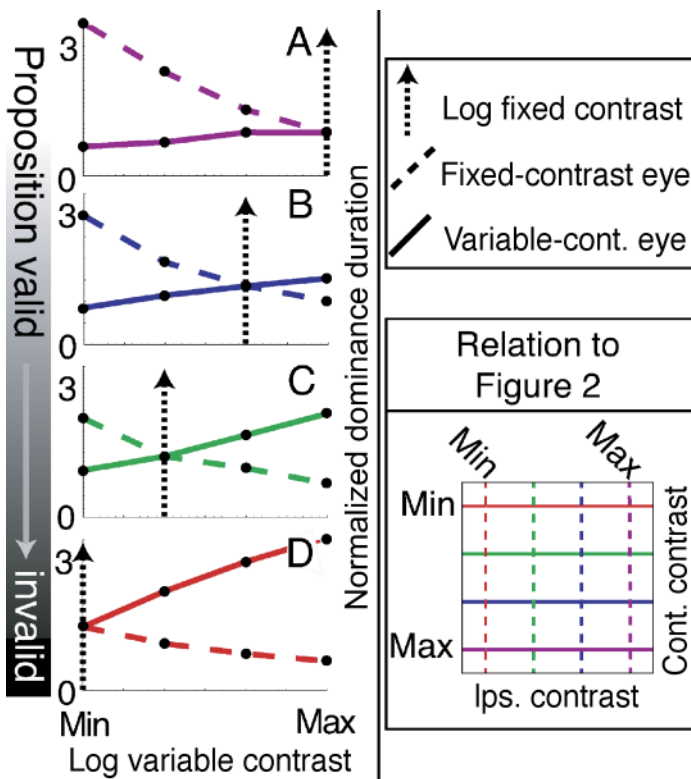 Proposition valid
invalid
3
A
0
3
B
0
3
C
0
3
D
0
Min
Max
Log variable contrast
Normalized dominance duration
Log fixed contrast
Fixed-contrast eye
Variable-cont. eye
Relation to
Figure 2
Min
Max
Min
Max
Cont. contrast
Ips. contrast